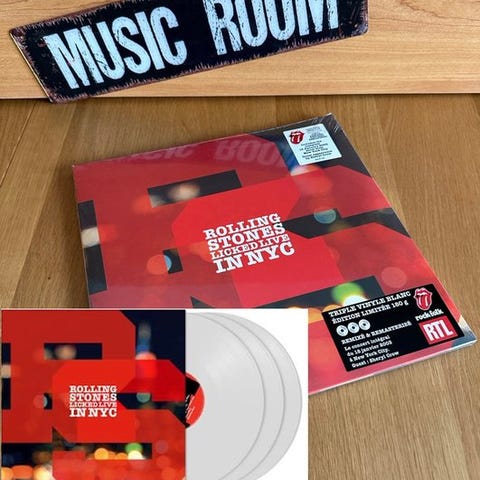 MUSIC ROOM
ROLLING
STONES
LICKED LIVE
IN NYC
TRIPLE VINYLE BLANC
ÉDITION LIMITÉE 180 g
REMIXÉ & REMASTERISÉ
Le concert intégral
du 18 janvier 2003
à New York City.
Guest : Sheryl Crow
rock&folk
RTL
ROLLING
STONES
LICKED LIVE
IN NYC